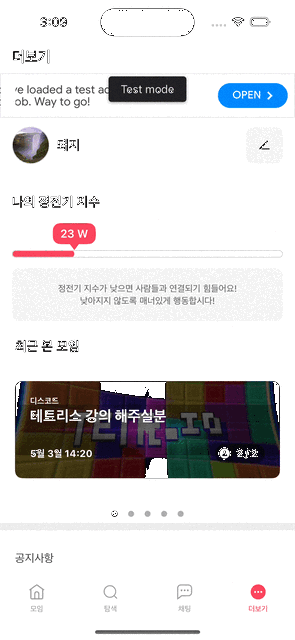 3:09
더보기
've loaded a test ad
ob. Way to go!
Test mode
OPEN
돼지
나의 정전기 지수
23 W
정전기 지수가 낮으면 사람들과 연결되기 힘들어요!
낮아지지 않도록 매너있게 행동합시다!
최근 본 모임
디스코드
테트리스 강의 해주실분
5월 3월 14:20
2/2
공지사항
모임
탐색
채팅
더보기